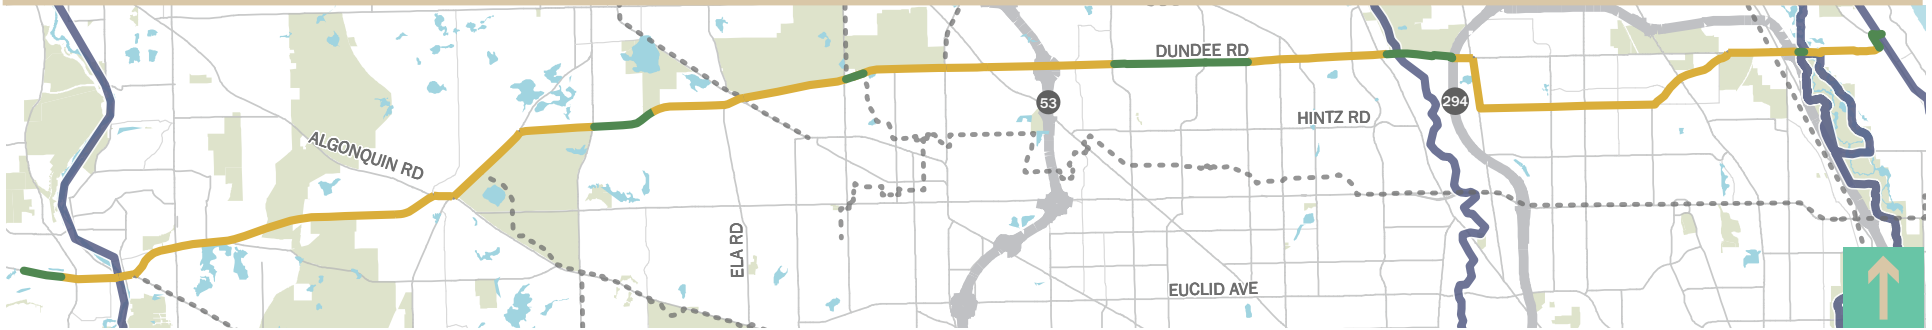 DUNDEE RD
53
294
HINTZ RD
ALGONQUIN RD
ELA RD
EUCLID AVE